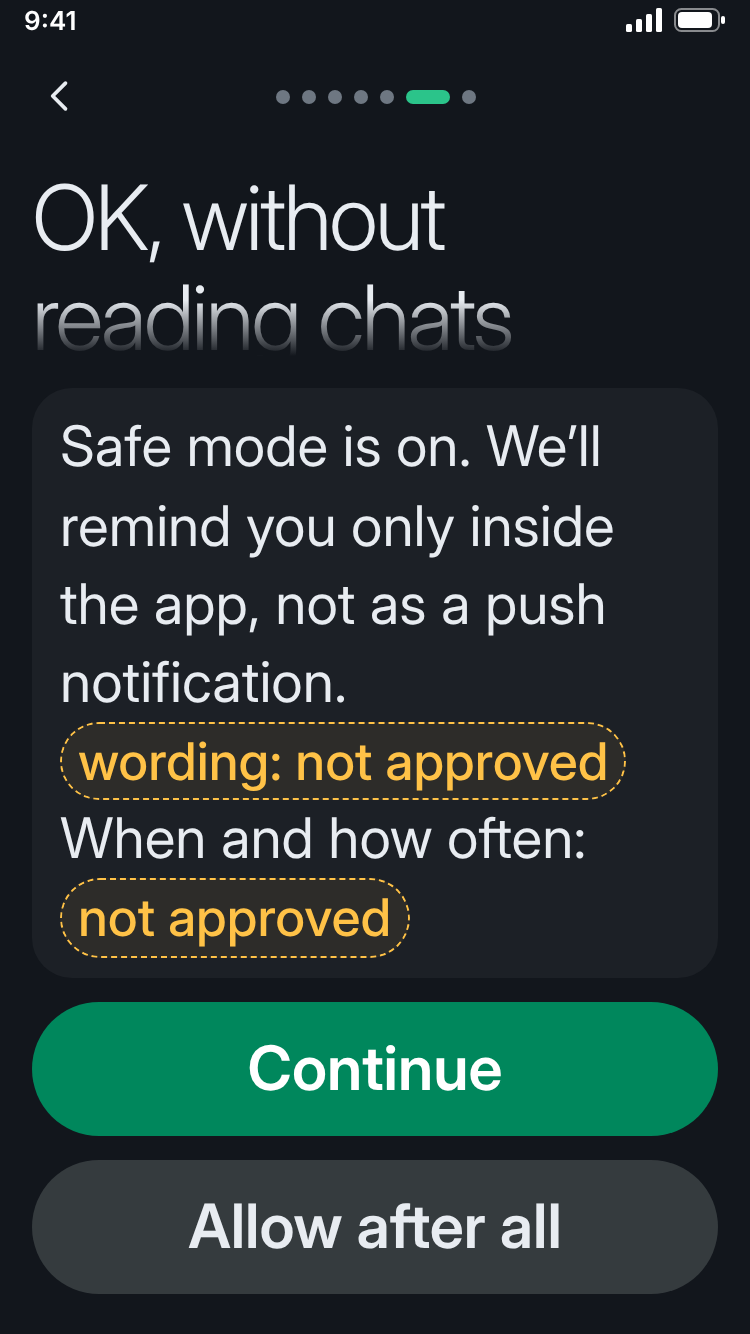 9:41
OK, without
reading chats
Safe mode is on. We’ll
remind you only inside
the app, not as a push
notification.
wording: not approved
When and how often:
not approved
Continue
Allow after all